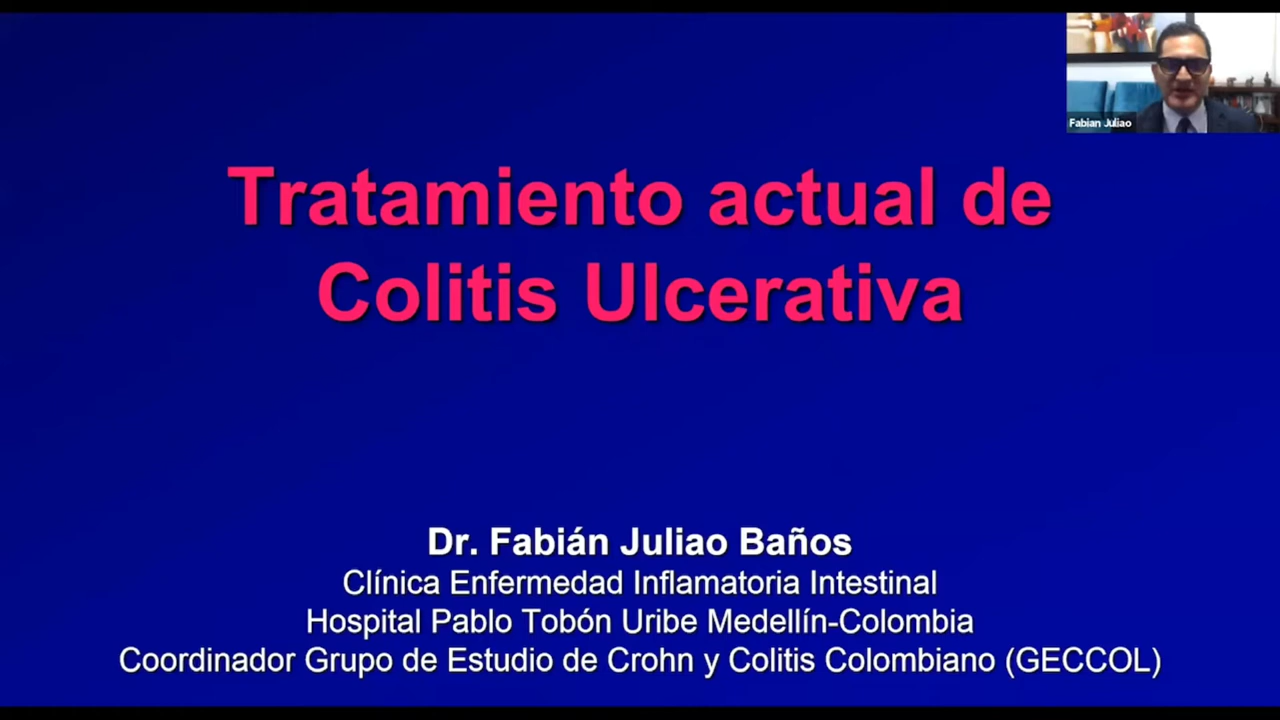 Fabian Juliao
Tratamiento actual de
Colitis Ulcerativa
Dr. Fabián Juliao Baños
Clínica Enfermedad Inflamatoria Intestinal
Hospital Pablo Tobón Uribe Medellín-Colombia
Coordinador Grupo de Estudio de Crohn y Colitis Colombiano (GECCOL)